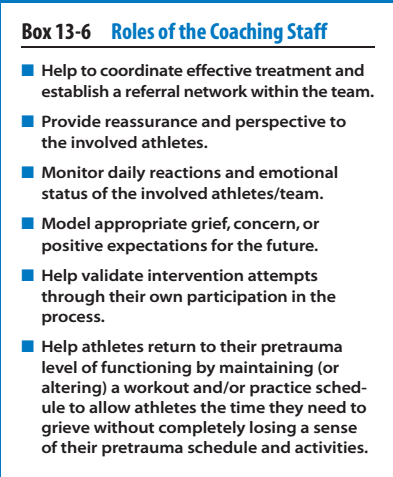 Box 13-6 Roles of the Coaching Staff
■ Help to coordinate effective treatment and
establish a referral network within the team.
■ Provide reassurance and perspective to
the involved athletes.
■ Monitor daily reactions and emotional
status of the involved athletes/team.
■ Model appropriate grief, concern, or
positive expectations for the future.
■ Help validate intervention attempts
through their own participation in the
process.
■ Help athletes return to their pretrauma
level of functioning by maintaining (or
altering) a workout and/or practice sched-
ule to allow athletes the time they need to
grieve without completely losing a sense
of their pretrauma schedule and activities.